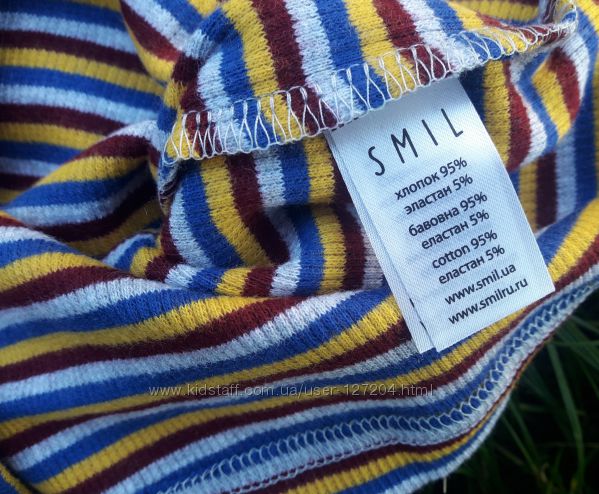 SMIL
хлопок 95%
эластан 5%
бавовна 95%
еластан 5%
cotton 95%
еластан 5%
www.smil.ua
www.smilru.ru
www.kidstaff.com.ua/user-127204.html